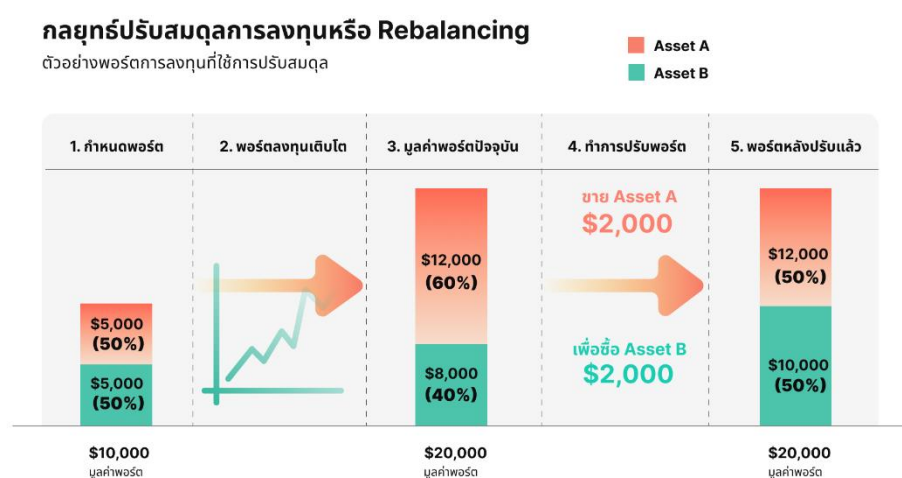 กลยุทธ์ปรับสมดุลการลงทุนหรือ Rebalancing
ตัวอย่างพอร์ตการลงทุนที่ใช้การปรับสมดุล
Asset A
Asset B
1. กำหนดพอร์ต
2. พอร์ตลงทุนเติบโต
3. มูลค่าพอร์ตปัจจุบัน
4. ทำการปรับพอร์ต
5. พอร์ตหลังปรับแล้ว
$5,000
(50%)
$5,000
(50%)
$10,000
มูลค่าพอร์ต
$12,000
(60%)
$8,000
(40%)
$20,000
มูลค่าพอร์ต
ขาย Asset A
$2,000
เพื่อซื้อ Asset B
$2,000
$12,000
(50%)
$10,000
(50%)
$20,000
มูลค่าพอร์ต